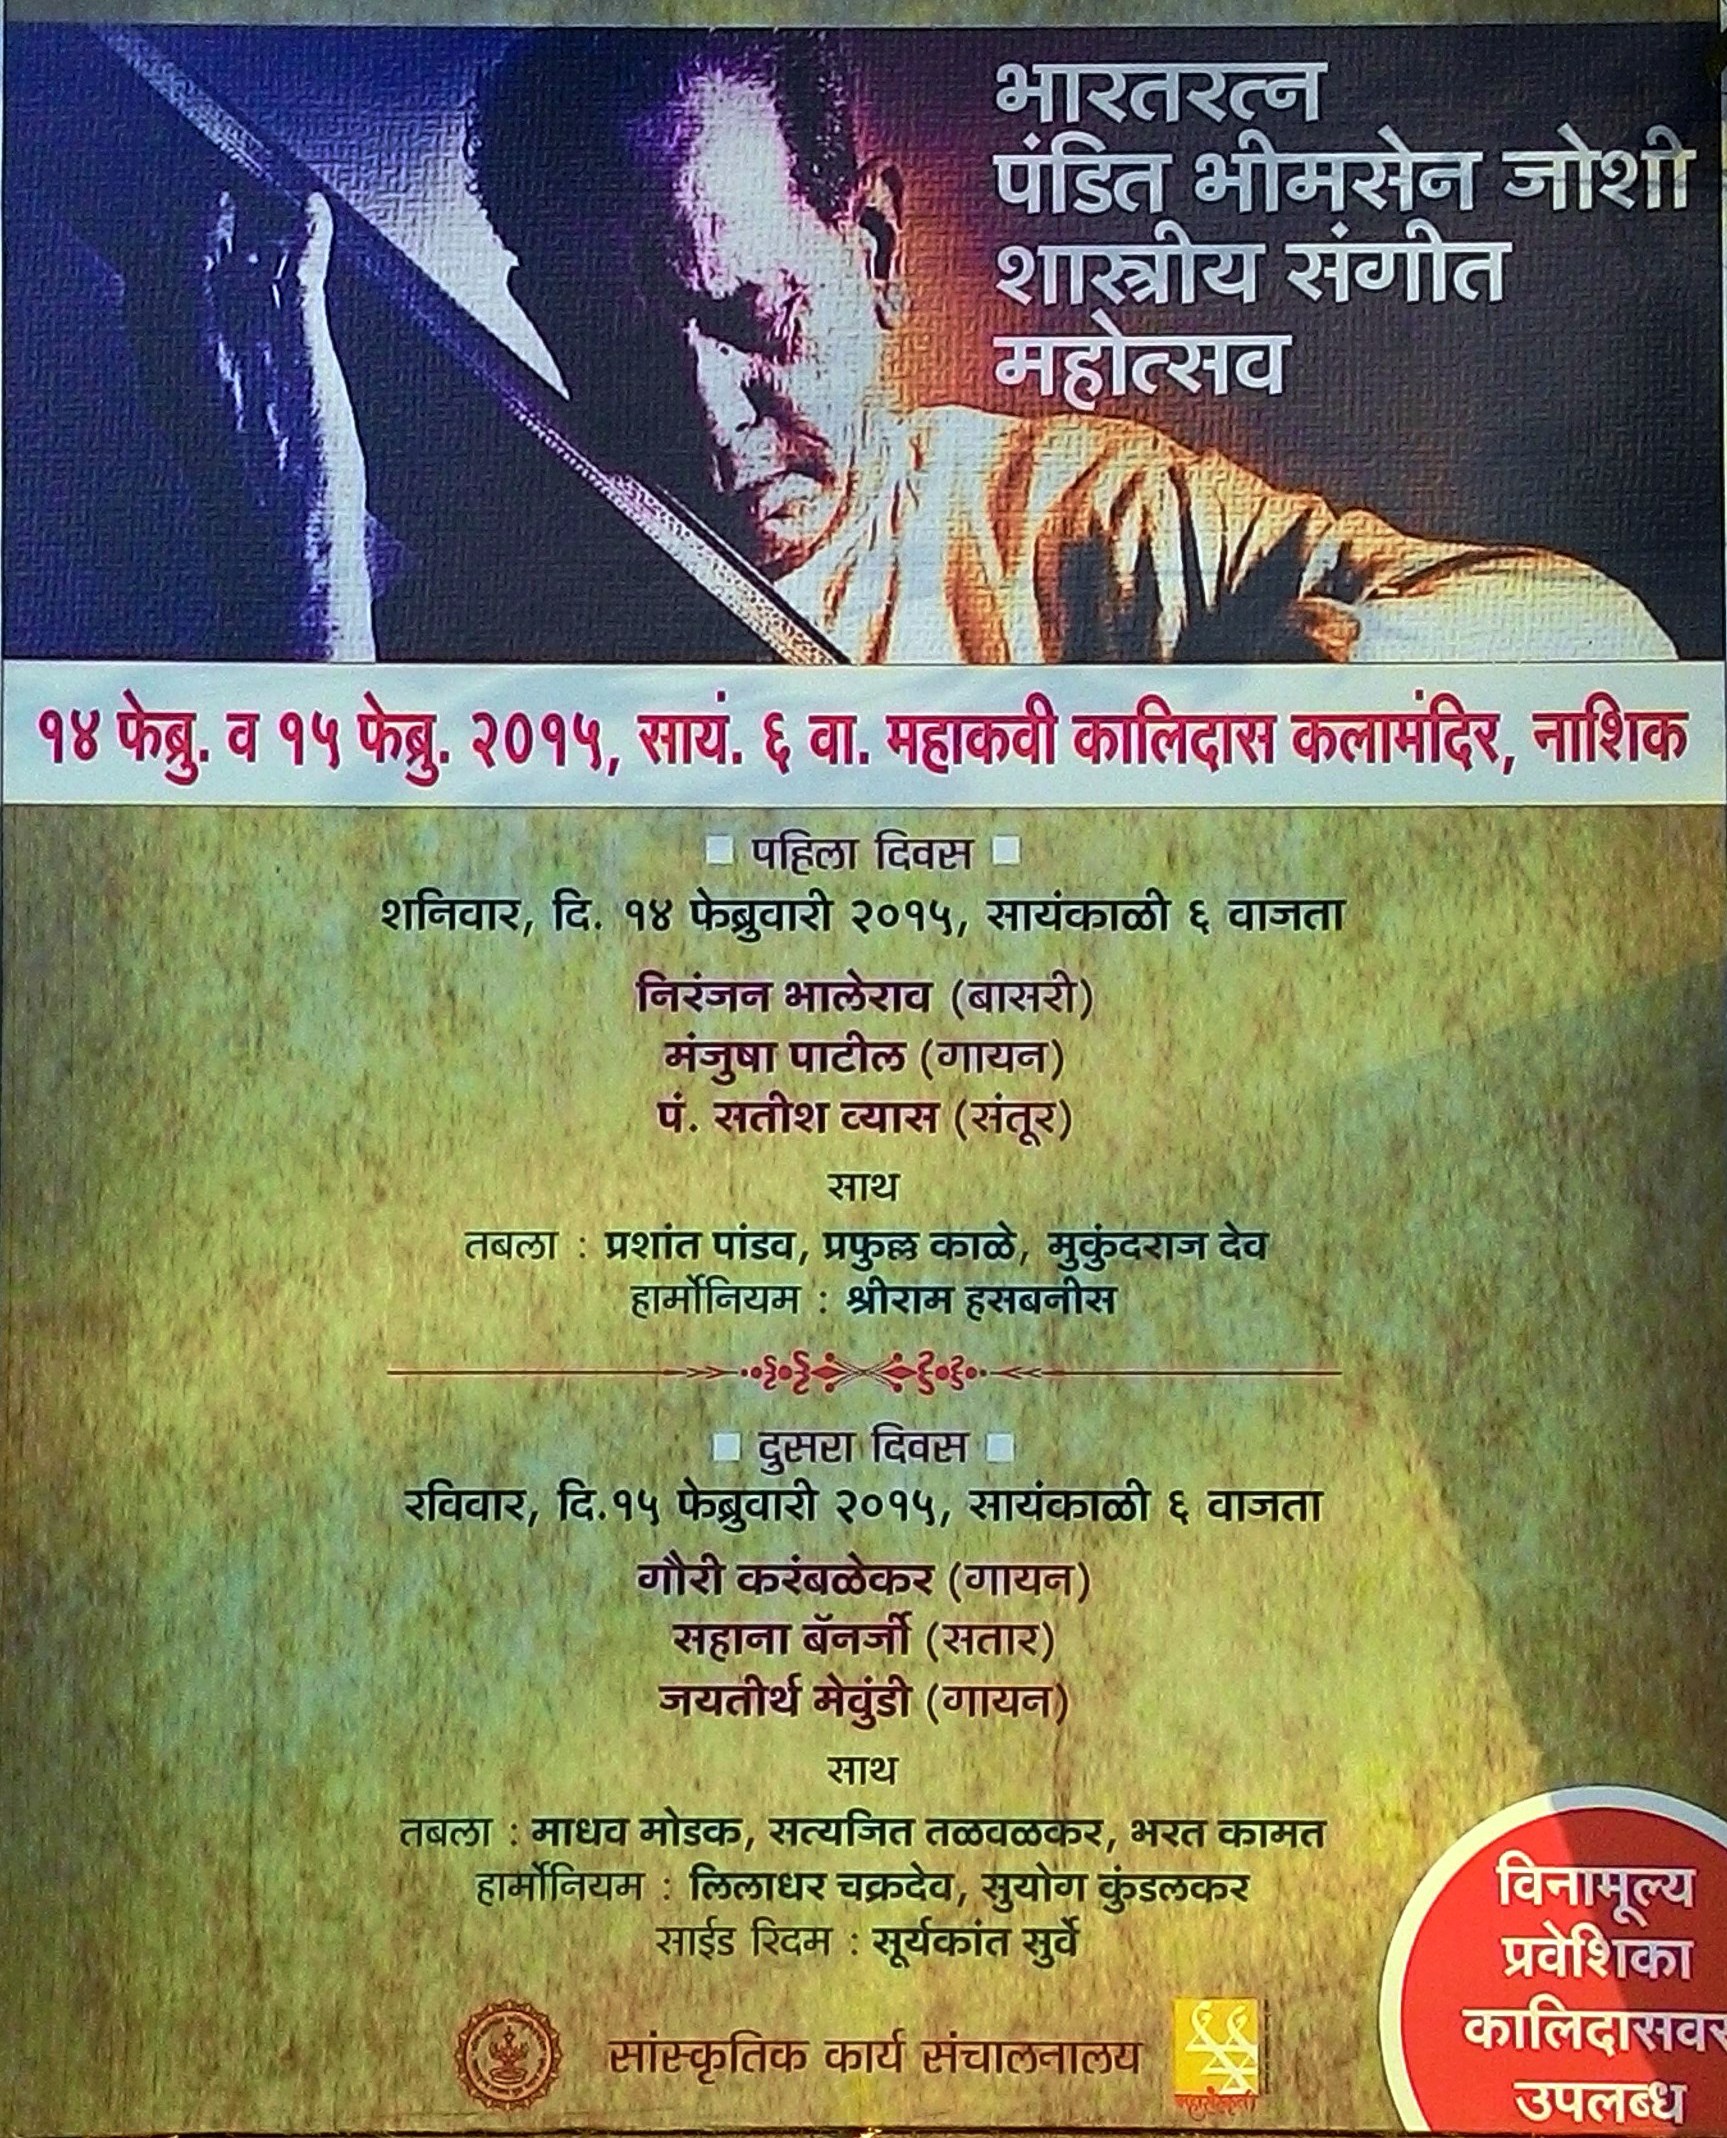 भारतरत्न
पंडित भीमसेन जोशी
शास्त्रीय संगीत
महोत्सव
१४ फेब्रु. व १५ फेब्रु. २०१५, सायं. ६ वा. महाकवी कालिदास कलामंदिर, नाशिक
पहिला दिवस
शनिवार, दि. १४ फेब्रुवारी २०१५, सायंकाळी ६ वाजता
निरंजन भालेराव (बासरी)
मंजुषा पाटील (गायन)
पं. सतीश व्यास (संतूर)
साथ
तबला : प्रशांत पांडव, प्रफुल्ल काळे, मुकुंदराज देव
हार्मोनियम : श्रीराम हसबनीस
दुसरा दिवस
रविवार, दि.१५ फेब्रुवारी २०१५, सायंकाळी ६ वाजता
गौरी करंबळेकर (गायन)
सहाना बॅनर्जी (सतार)
जयतीर्थ मेवुंडी (गायन)
साथ
तबला : माधव मोडक, सत्यजित तळवळकर, भरत कामत
हार्मोनियम : लिलाधर चक्रदेव, सुयोग कुंडलकर
साईड रिदम : सूर्यकांत सुर्वे
सांस्कृतिक कार्य संचालनालय
विनामूल्य
प्रवेशिका
कालिदासवर
उपलब्ध